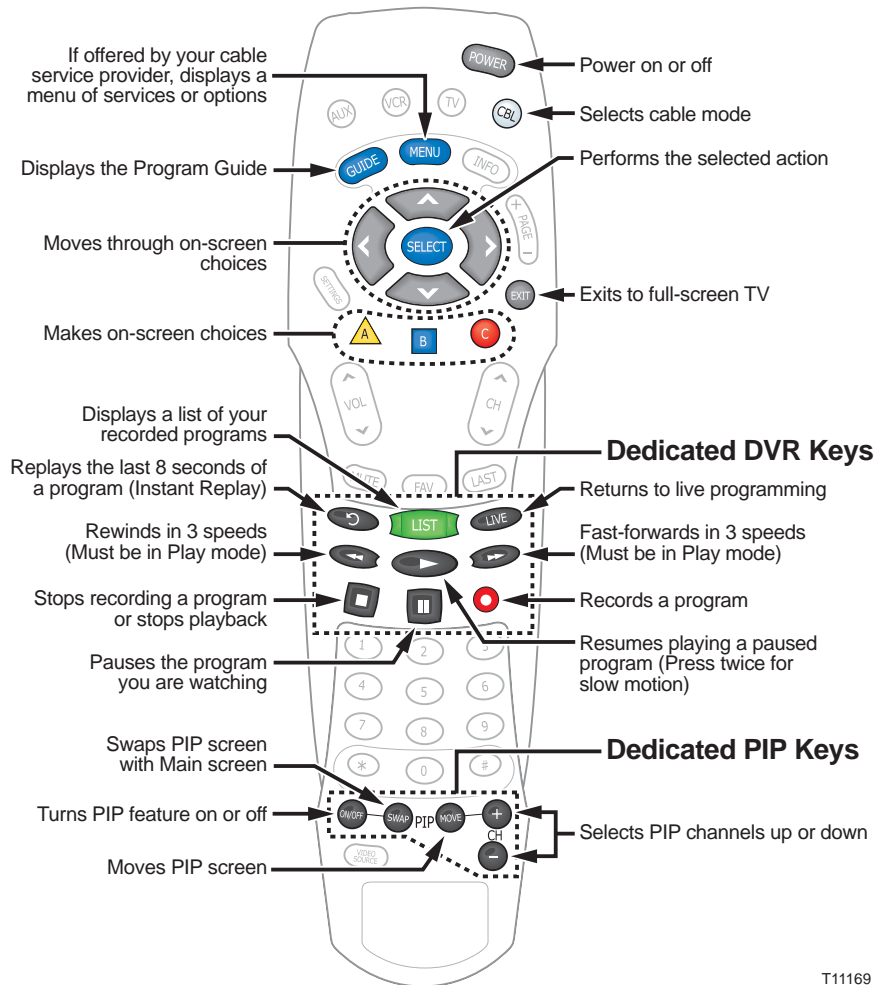 If offered by your cable
service provider, displays a
menu of services or options
POWER
Power on or off
AUX
VCR
TV
CBL
Selects cable mode
Displays the Program Guide
GUIDE
MENU
INFO
Performs the selected action
+
PAGE
–
Moves through on-screen
choices
SELECT
SETTINGS
EXIT
Exits to full-screen TV
Makes on-screen choices
A
B
C
VOL
CH
Displays a list of your
recorded programs
Dedicated DVR Keys
MUTE
FAV
LAST
Replays the last 8 seconds of
a program (Instant Replay)
LIST
LIVE
Returns to live programming
Rewinds in 3 speeds
(Must be in Play mode)
Fast-forwards in 3 speeds
(Must be in Play mode)
Stops recording a program
or stops playback
Records a program
Pauses the program
you are watching
Resumes playing a paused
program (Press twice for
slow motion)
1
2
3
4
5
6
7
8
9
*
0
#
Swaps PIP screen
with Main screen
Dedicated PIP Keys
Turns PIP feature on or off
ON/OFF
SWAP
PIP
MOVE
+
CH
–
Selects PIP channels up or down
VIDEO
SOURCE
Moves PIP screen
T11169